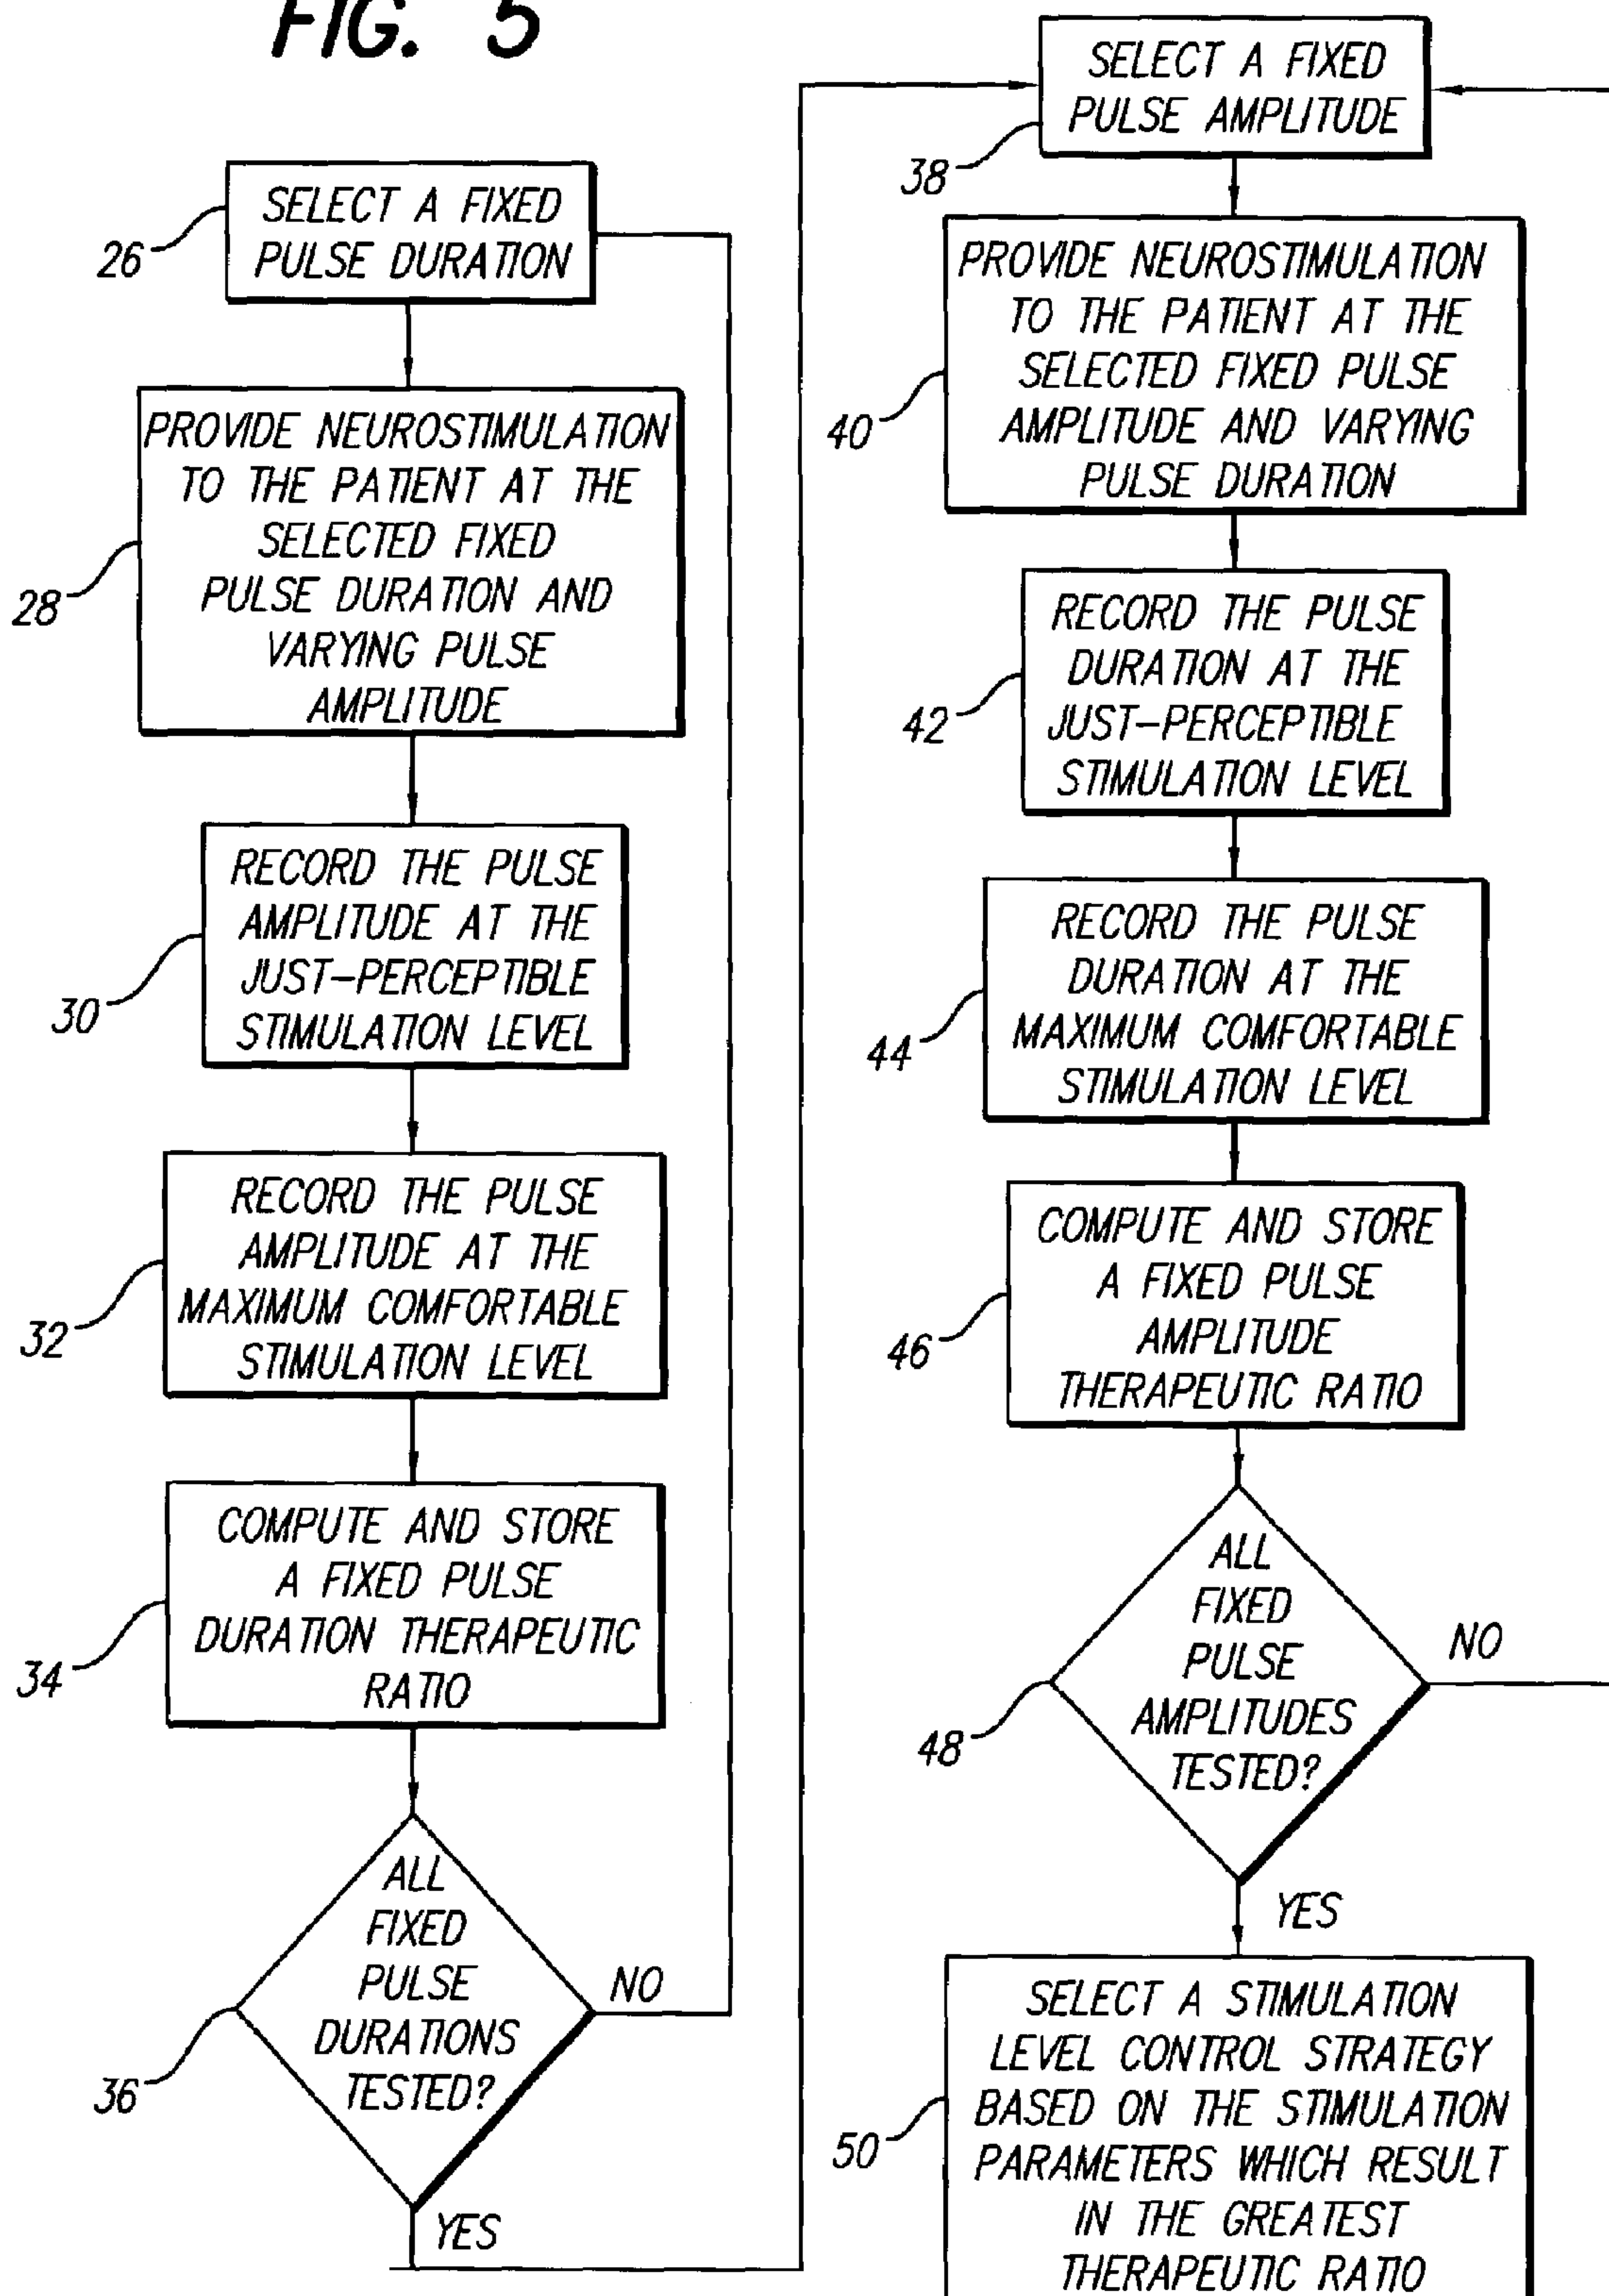 FIG. 5
SELECT A FIXED
PULSE DURATION
26
PROVIDE NEUROSTIMULATION
TO THE PATIENT AT THE
SELECTED FIXED
PULSE DURATION AND
VARYING PULSE
AMPLITUDE
28
RECORD THE PULSE
AMPLITUDE AT THE
JUST-PERCEPTIBLE
STIMULATION LEVEL
30
RECORD THE PULSE
AMPLITUDE AT THE
MAXIMUM COMFORTABLE
STIMULATION LEVEL
32
COMPUTE AND STORE
A FIXED PULSE
DURATION THERAPEUTIC
RATIO
34
ALL
FIXED
PULSE
DURATIONS
TESTED?
NO
36
YES
SELECT A FIXED
PULSE AMPLITUDE
38
PROVIDE NEUROSTIMULATION
TO THE PATIENT AT THE
SELECTED FIXED PULSE
AMPLITUDE AND VARYING
PULSE DURATION
40
RECORD THE PULSE
DURATION AT THE
JUST-PERCEPTIBLE
STIMULATION LEVEL
42
RECORD THE PULSE
DURATION AT THE
MAXIMUM COMFORTABLE
STIMULATION LEVEL
44
COMPUTE AND STORE
A FIXED PULSE
AMPLITUDE
THERAPEUTIC RATIO
46
ALL
FIXED
PULSE
AMPLITUDES
TESTED?
NO
48
YES
SELECT A STIMULATION
LEVEL CONTROL STRATEGY
BASED ON THE STIMULATION
PARAMETERS WHICH RESULT
IN THE GREATEST
THERAPEUTIC RATIO
50